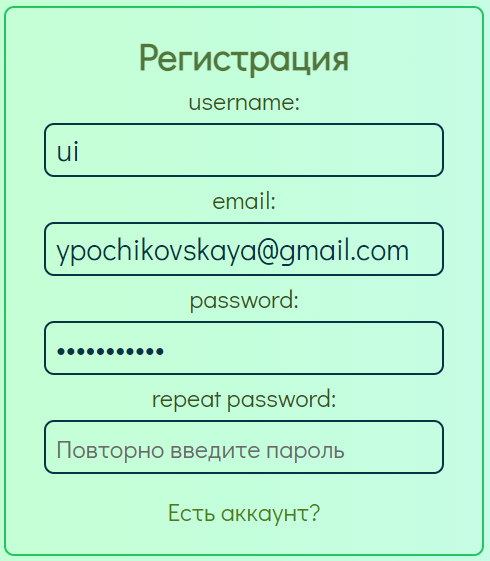 Регистрация
username:
ui
email:
ypochikovskaya@gmail.com
password:
•••••••••••
repeat password:
Повторно введите пароль
Есть аккаунт?